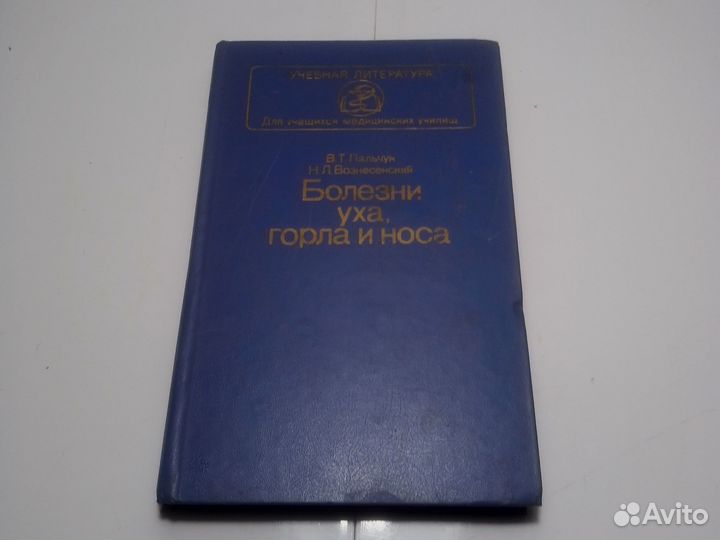 УЧЕБНАЯ ЛИТЕРАТУРА
Для учащихся медицинских училищ
В.Т. Пальчун
Н.Л. Вознесенский
Болезни
уха,
горла и носа
Avito